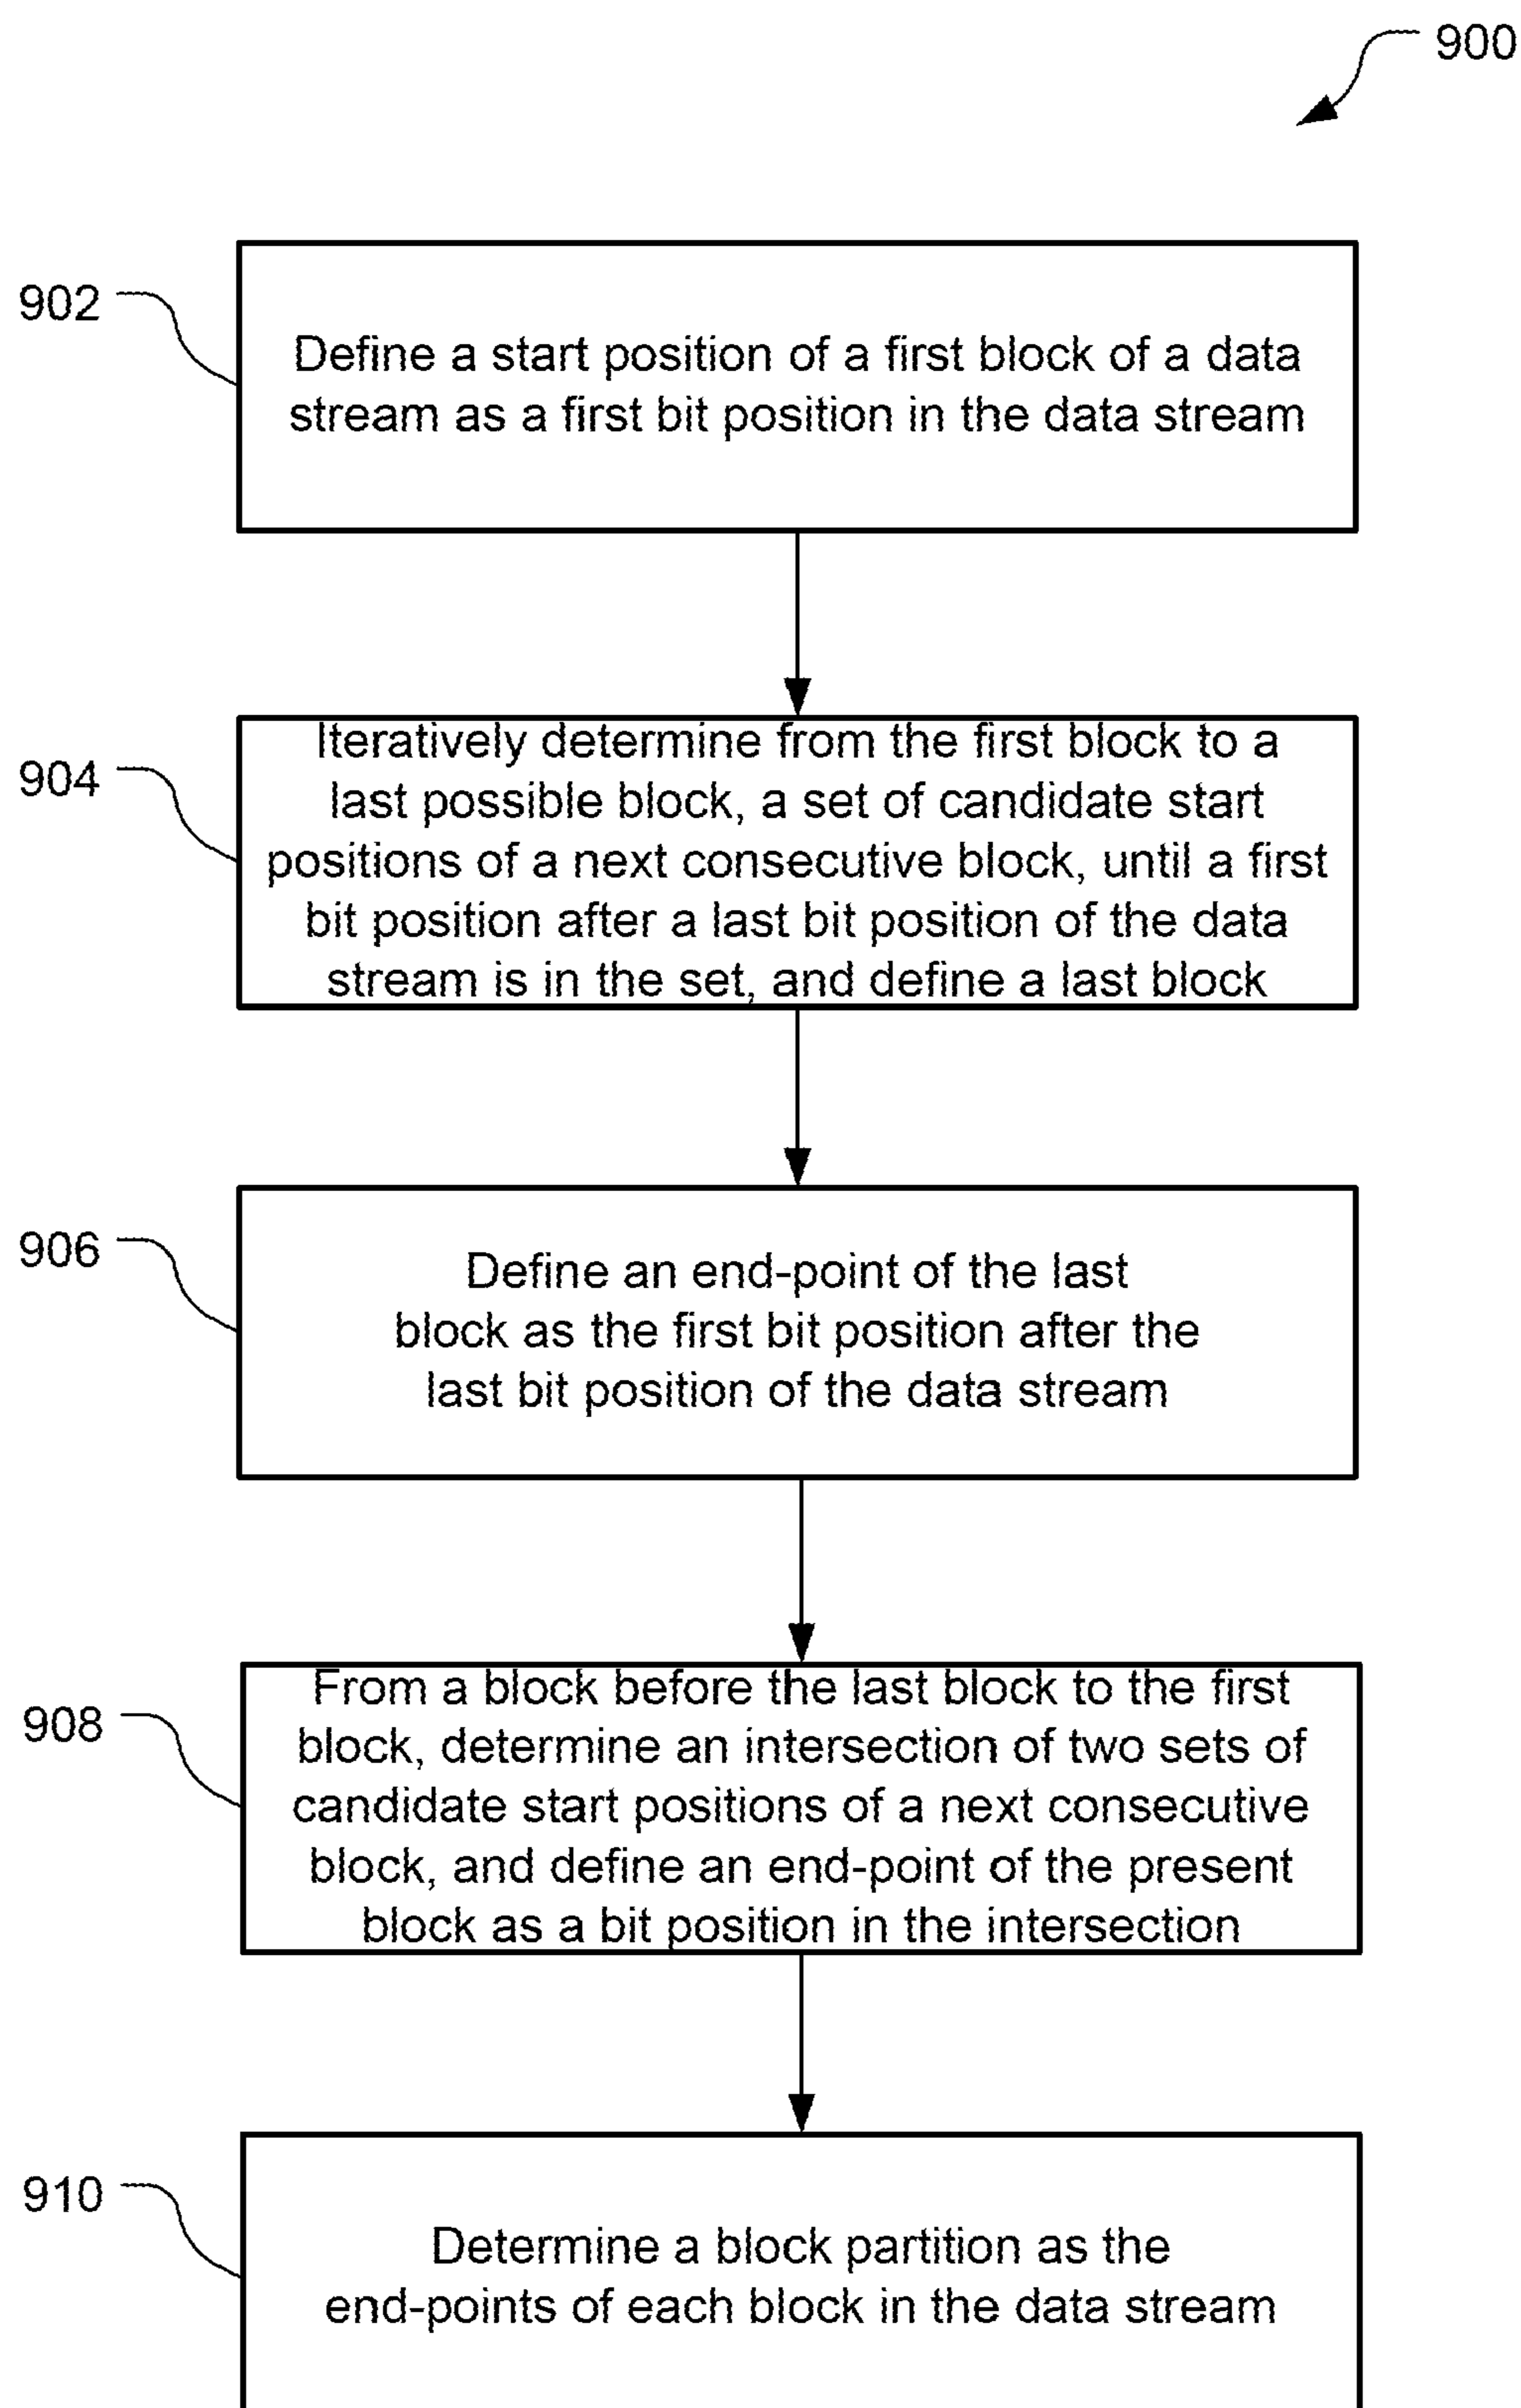 900
902
Define a start position of a first block of a data
stream as a first bit position in the data stream
904
Iteratively determine from the first block to a
last possible block, a set of candidate start
positions of a next consecutive block, until a first
bit position after a last bit position of the data
stream is in the set, and define a last block
906
Define an end-point of the last
block as the first bit position after the
last bit position of the data stream
908
From a block before the last block to the first
block, determine an intersection of two sets of
candidate start positions of a next consecutive
block, and define an end-point of the present
block as a bit position in the intersection
910
Determine a block partition as the
end-points of each block in the data stream